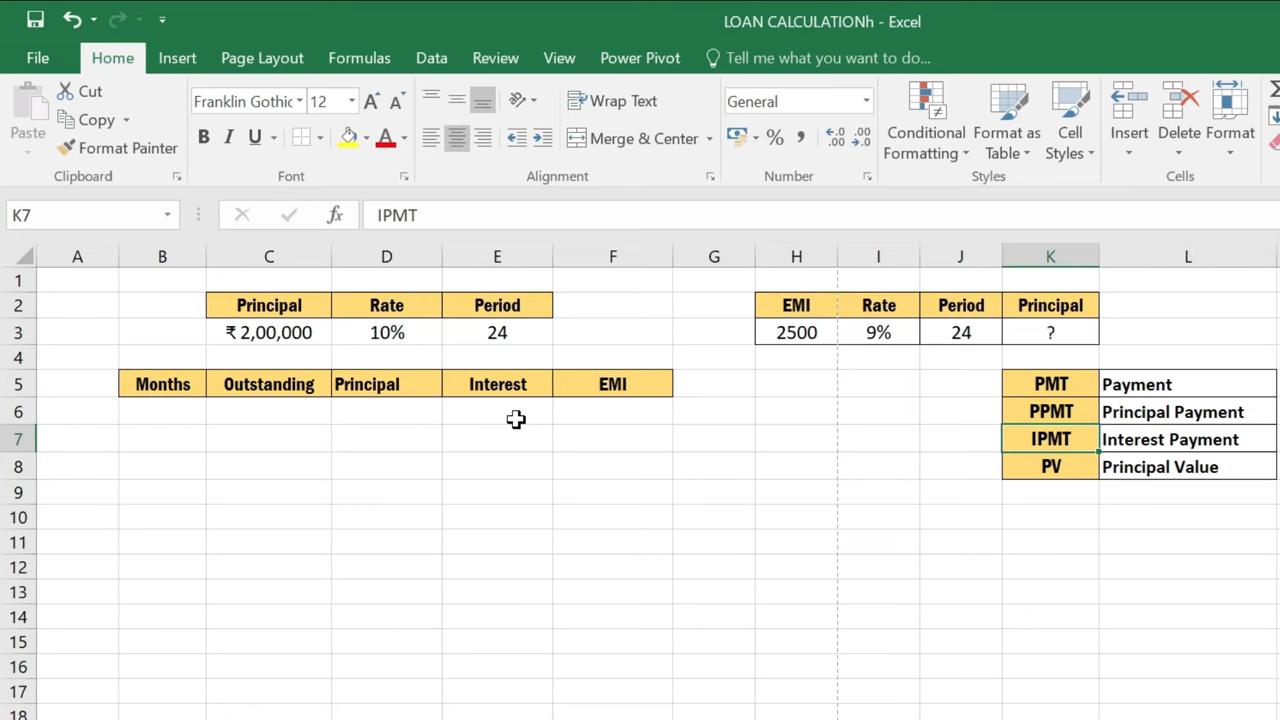 LOAN CALCULATIONh - Excel
File Home Insert Page Layout Formulas Data Review View Power Pivot Tell me what you want to do...
Paste
Cut
Copy
Format Painter
Clipboard
Franklin Gothic 12
B I U
Font
Wrap Text
Merge & Center
Alignment
General
Number
Conditional Formatting
Format as Table
Cell Styles
Styles
Insert Delete Format
Cells
K7 fx IPMT
A B C D E F G H I J K L
1
2 Principal Rate Period EMI Rate Period Principal
3 ₹ 2,00,000 10% 24 2500 9% 24 ?
4
5 Months Outstanding Principal Interest EMI PMT Payment
6 PPMT Principal Payment
7 IPMT Interest Payment
8 PV Principal Value
9
10
11
12
13
14
15
16
17
18